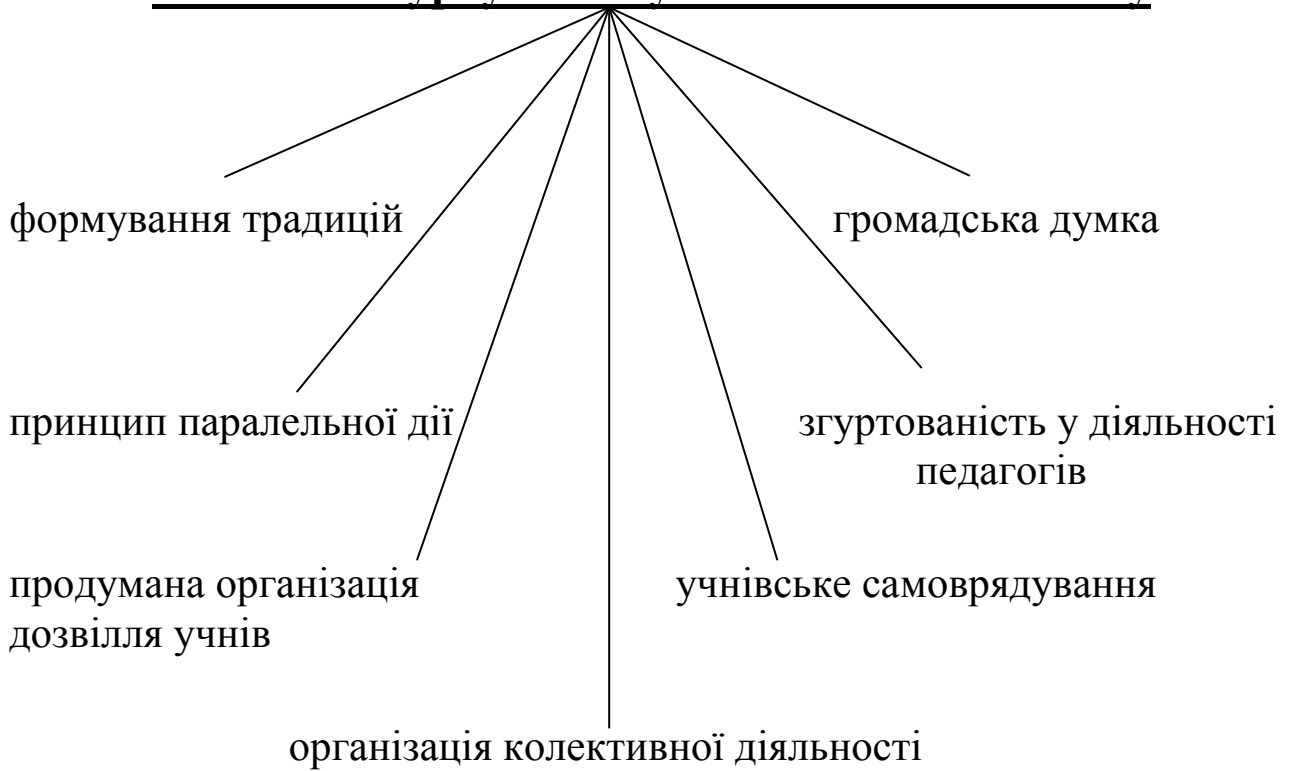 формування традицій
громадська думка
принцип паралельної дії
згуртованість у діяльності
педагогів
продумана організація
дозвілля учнів
учнівське самоврядування
організація колективної діяльності